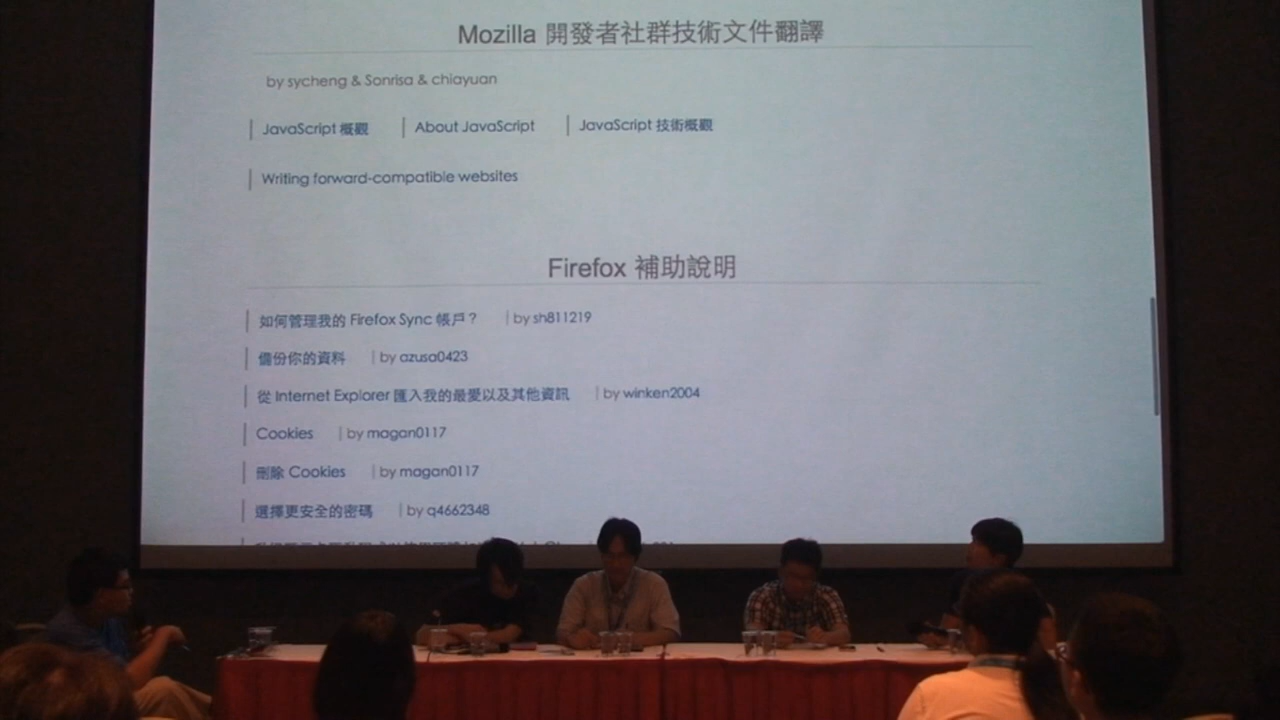 Mozilla 開發者社群技術文件翻譯
by sycheng & Sonrisa & chiayuan
JavaScript 概觀 About JavaScript JavaScript 技術概觀
Writing forward-compatible websites
Firefox 補助說明
如何管理我的 Firefox Sync 帳戶？ by sh811219
備份你的資料 by azusa0423
從 Internet Explorer 匯入我的最愛以及其他資訊 by winken2004
Cookies by magan0117
刪除 Cookies by magan0117
選擇更安全的密碼 by q4662348